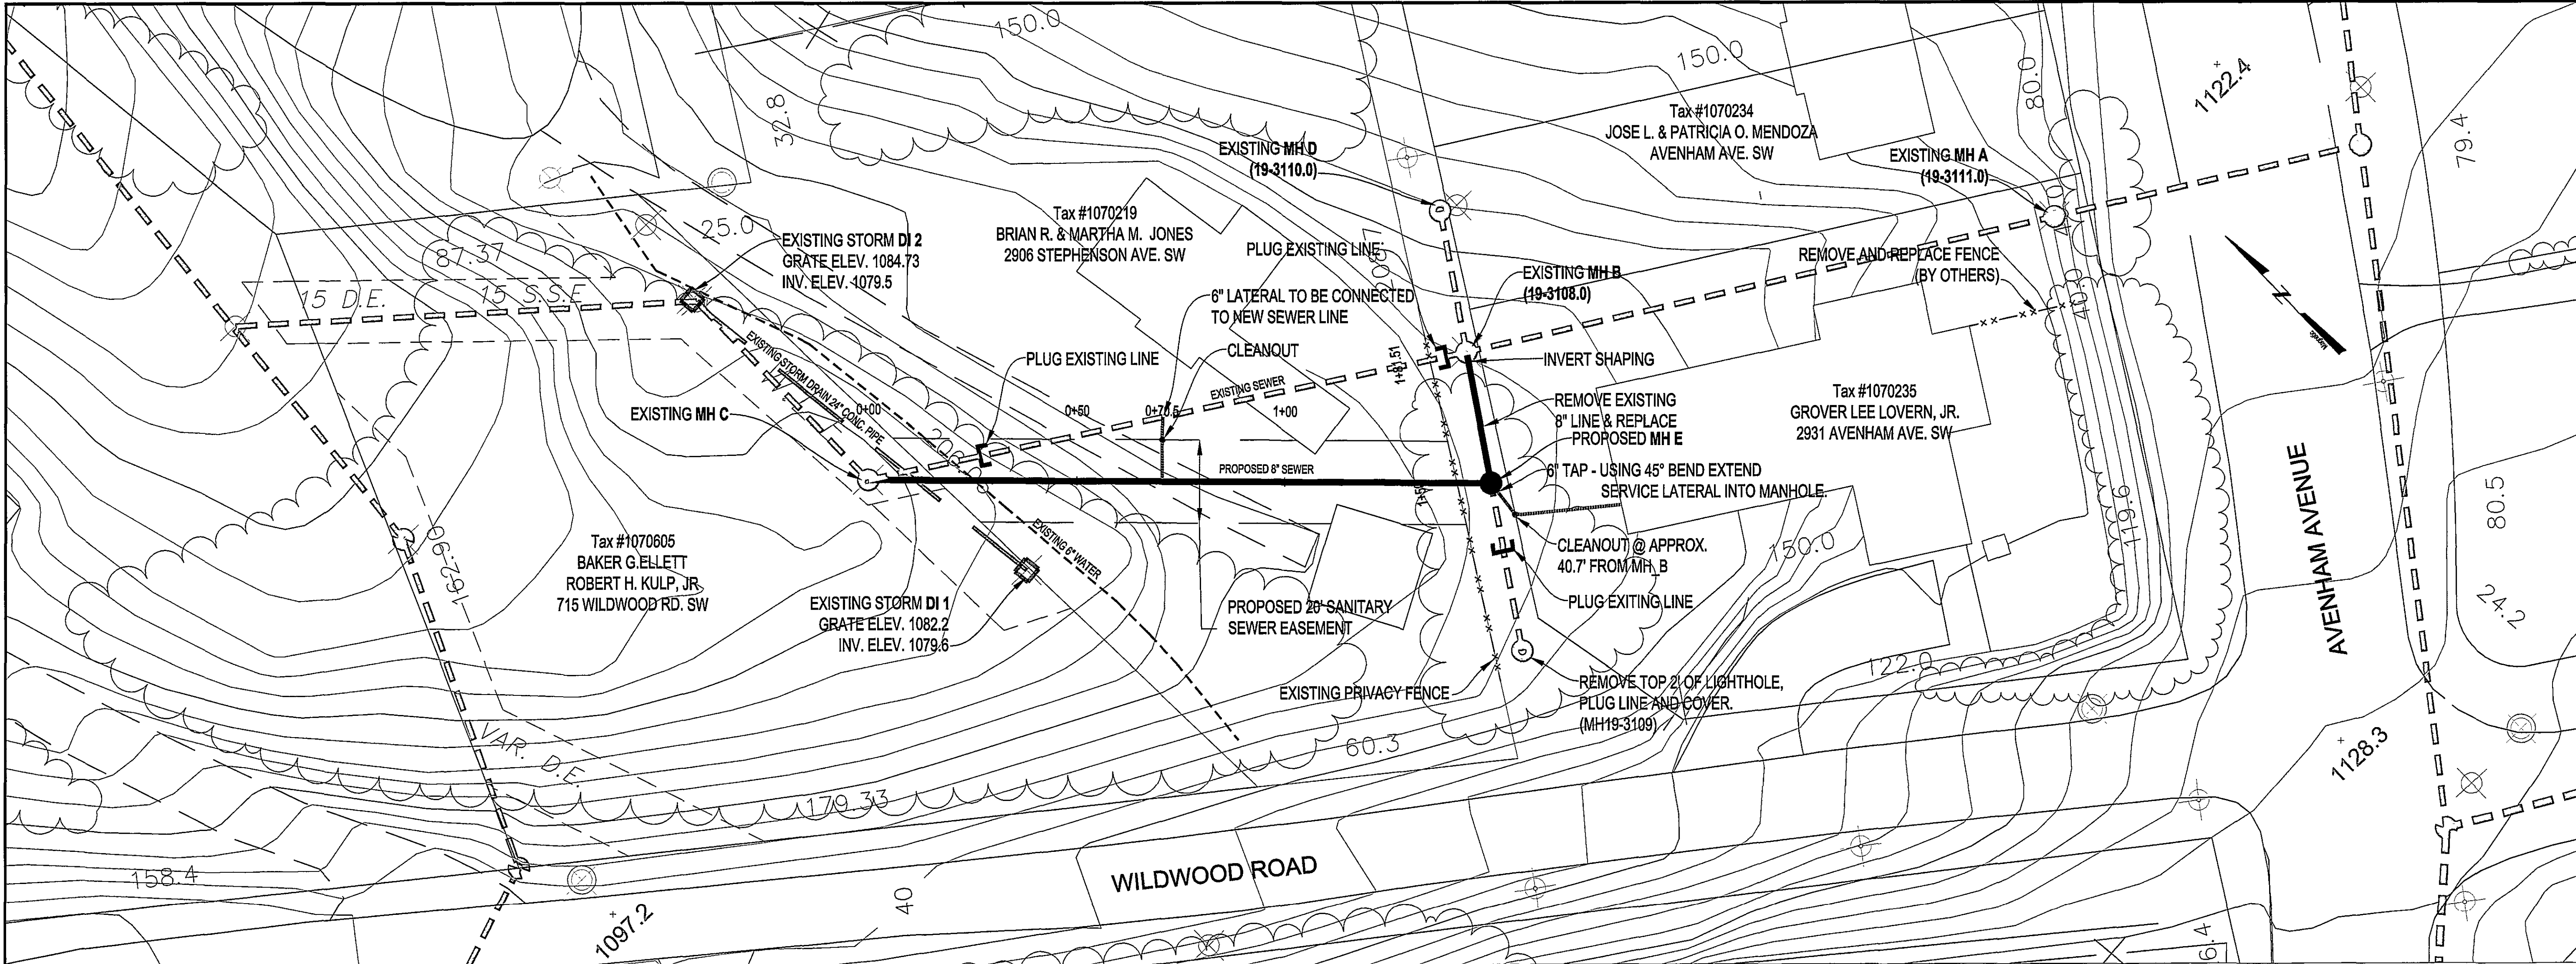 150.0
150.0
80.0
1122.4
79.4
32.8
Tax #1070234
JOSE L. & PATRICIA O. MENDOZA
AVENHAM AVE. SW
EXISTING MH D
(19-3110.0)
EXISTING MH A
(19-3111.0)
Tax #1070219
BRIAN R. & MARTHA M. JONES
2906 STEPHENSON AVE. SW
25.0
87.37
EXISTING STORM DI 2
GRATE ELEV. 1084.73
INV. ELEV. 1079.5
PLUG EXISTING LINE
REMOVE AND REPLACE FENCE
(BY OTHERS)
40.0
EXISTING MH B
(19-3108.0)
15 D.E.
15 S.S.E
6" LATERAL TO BE CONNECTED
TO NEW SEWER LINE
N
CLEANOUT
PLUG EXISTING LINE
INVERT SHAPING
1+81.51
EXISTING SEWER
EXISTING STORM DRAIN 24" CONC. PIPE
EXISTING MH C
0+00
0+50
0+70.5
1+00
REMOVE EXISTING
8" LINE & REPLACE
PROPOSED MH E
Tax #1070235
GROVER LEE LOVERN, JR.
2931 AVENHAM AVE. SW
PROPOSED 8" SEWER
6" TAP - USING 45° BEND EXTEND
SERVICE LATERAL INTO MANHOLE.
AVENHAM AVENUE
119.6
80.5
162-90
Tax #1070605
BAKER G.ELLETT
ROBERT H. KULP, JR
715 WILDWOOD RD. SW
EXISTING 6" WATER
CLEANOUT @ APPROX.
40.7' FROM MH B
150.0
EXISTING STORM DI 1
GRATE ELEV. 1082.2
INV. ELEV. 1079.6
PROPOSED 20' SANITARY
SEWER EASEMENT
PLUG EXITING LINE
24.2
122.0
EXISTING PRIVACY FENCE
REMOVE TOP 2' OF LIGHTHOLE,
PLUG LINE AND COVER.
(MH19-3109)
VAR. D.E.
60.3
1128.3
179.33
158.4
WILDWOOD ROAD
40
1097.2
6.4